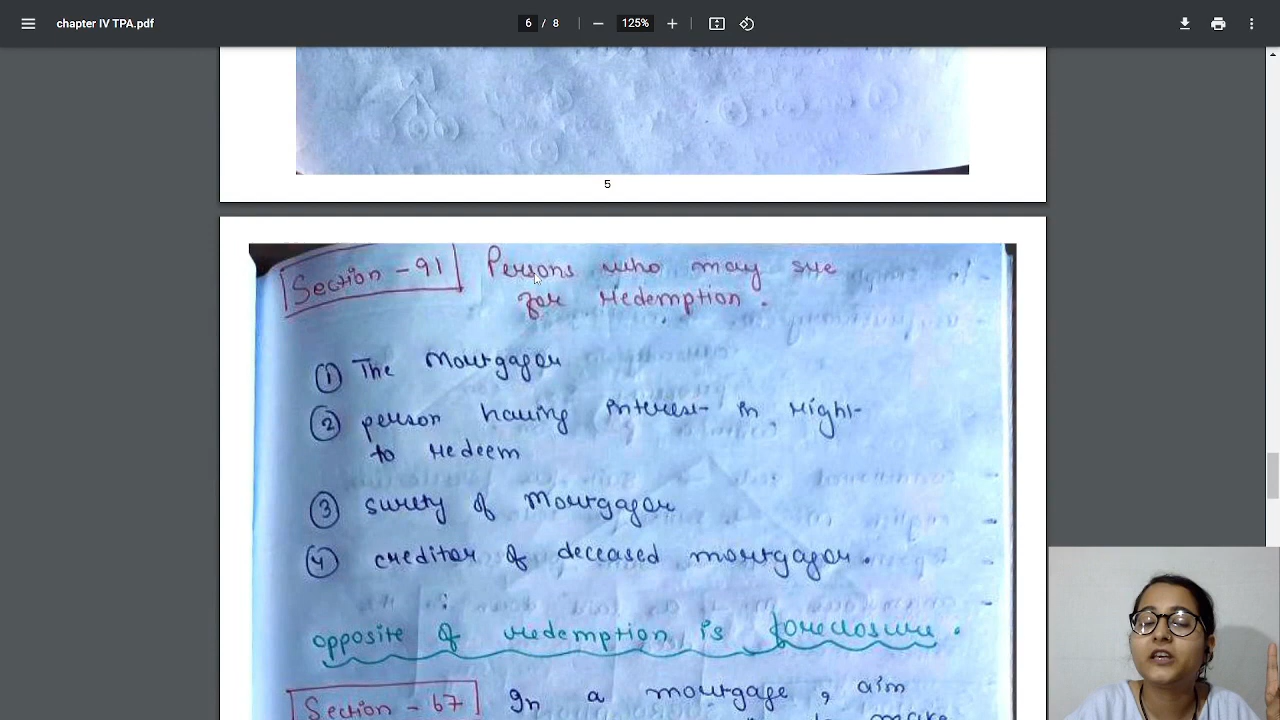 chapter IV TPA.pdf
6 / 8
125%
5
Section - 91 Persons who may sue
for redemption.
① The Mortgagor
② person having interest in right
to redeem
③ surety of Mortgagor
④ creditor of deceased mortgagor.
opposite of redemption is foreclosure.
Section - 67 In a mortgage, aim
make